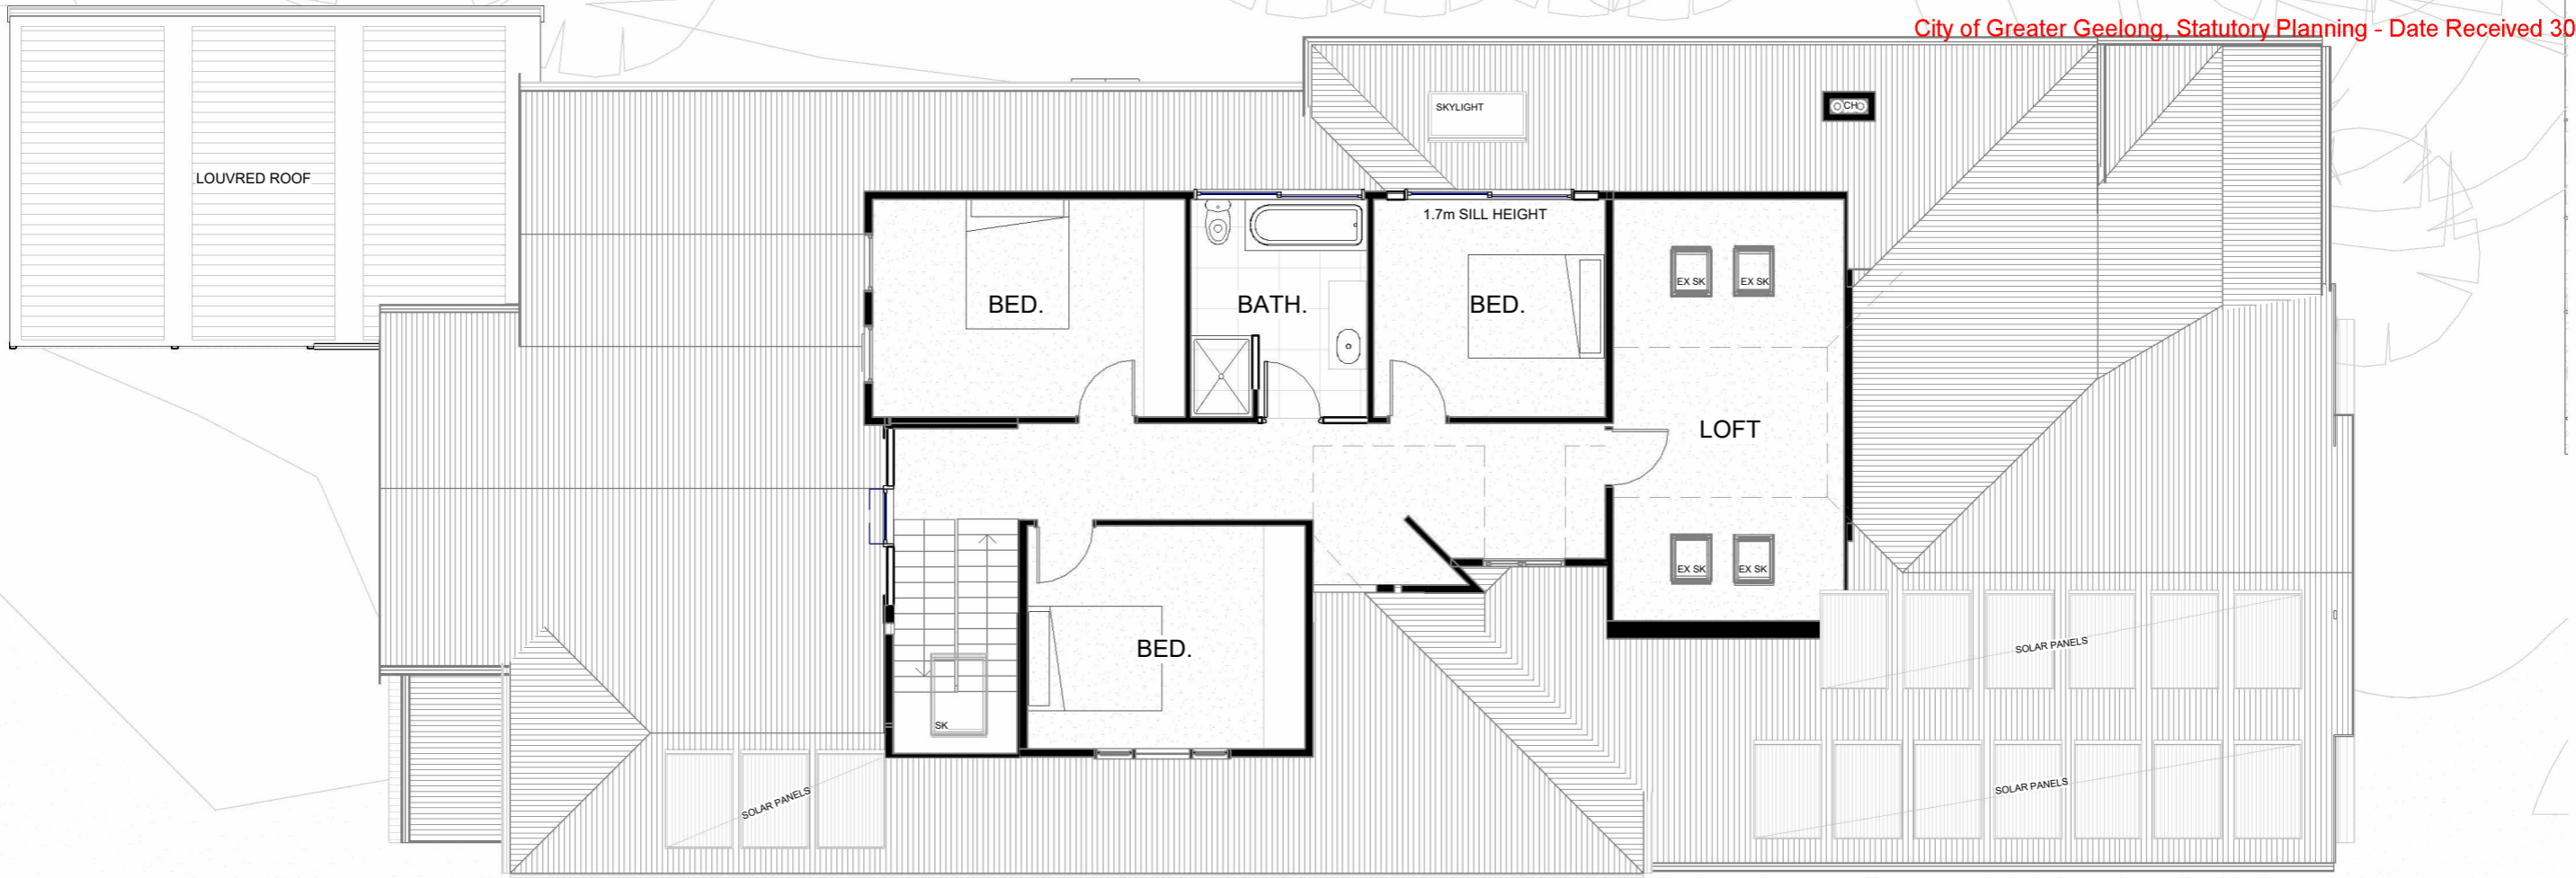 City of Greater Geelong, Statutory Planning - Date Received 30
SKYLIGHT
CH
LOUVRED ROOF
1.7m SILL HEIGHT
EX SK
EX SK
BED.
BATH.
BED.
LOFT
EX SK
EX SK
BED.
SOLAR PANELS
SK
SOLAR PANELS
SOLAR PANELS